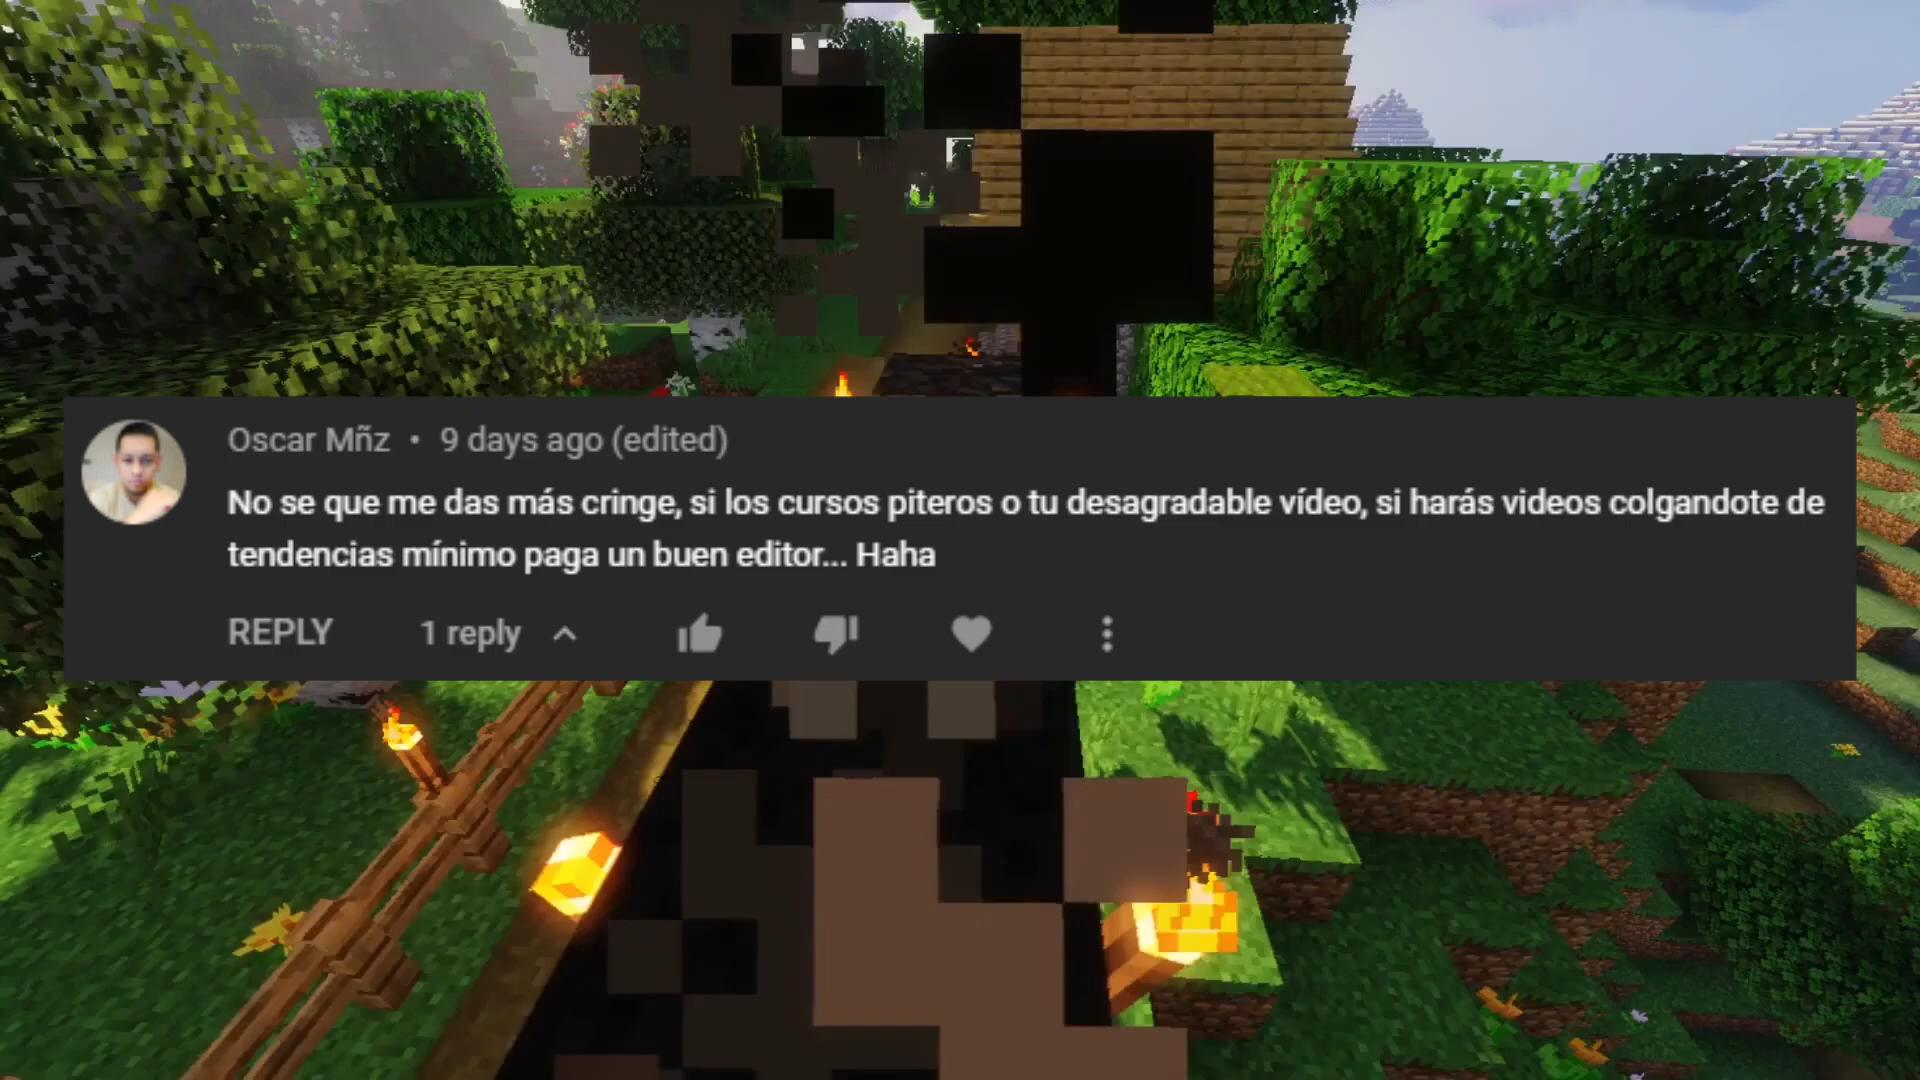 Oscar Mñz • 9 days ago (edited)
No se que me das más cringe, si los cursos piteros o tu desagradable vídeo, si harás videos colgandote de
tendencias mínimo paga un buen editor... Haha
REPLY 1 reply